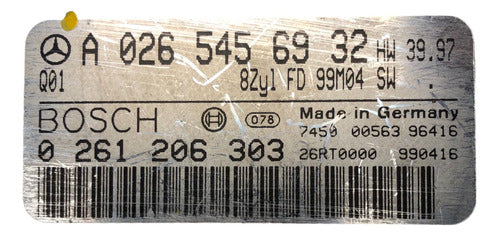 A 026 545 69 32 HW 39.97
Q01 8Zyl FD 99M04 SW .
BOSCH 078 Made in Germany
7450 00563 96416
0 261 206 303 26RT0000 990416